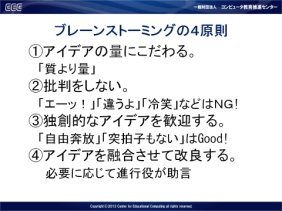 CEC 一般財団法人 コンピュータ教育推進センター
ブレーンストーミングの4原則
①アイデアの量にこだわる。
「質より量」
②批判をしない。
「エーッ！」「違うよ」「冷笑」などはNG!
③独創的なアイデアを歓迎する。
「自由奔放」「突拍子もない」はGood!
④アイデアを融合させて改良する。
必要に応じて進行役が助言
Copyright ©2013 Center for Educational Computing all rights reserved.